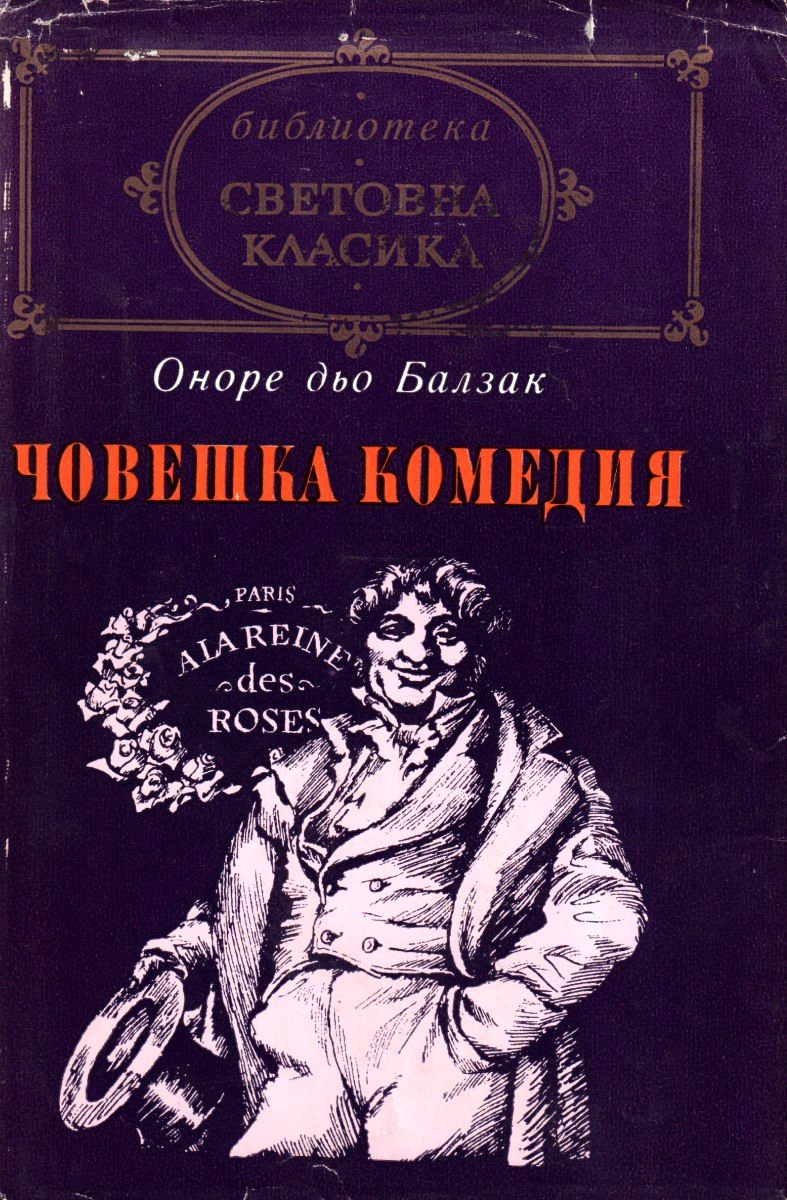 библиотека
СВЕТОВНА
КЛАСИКА
Оноре дьо Балзак
ЧОВЕШКА КОМЕДИЯ
PARIS
A LA REINE
des
ROSES